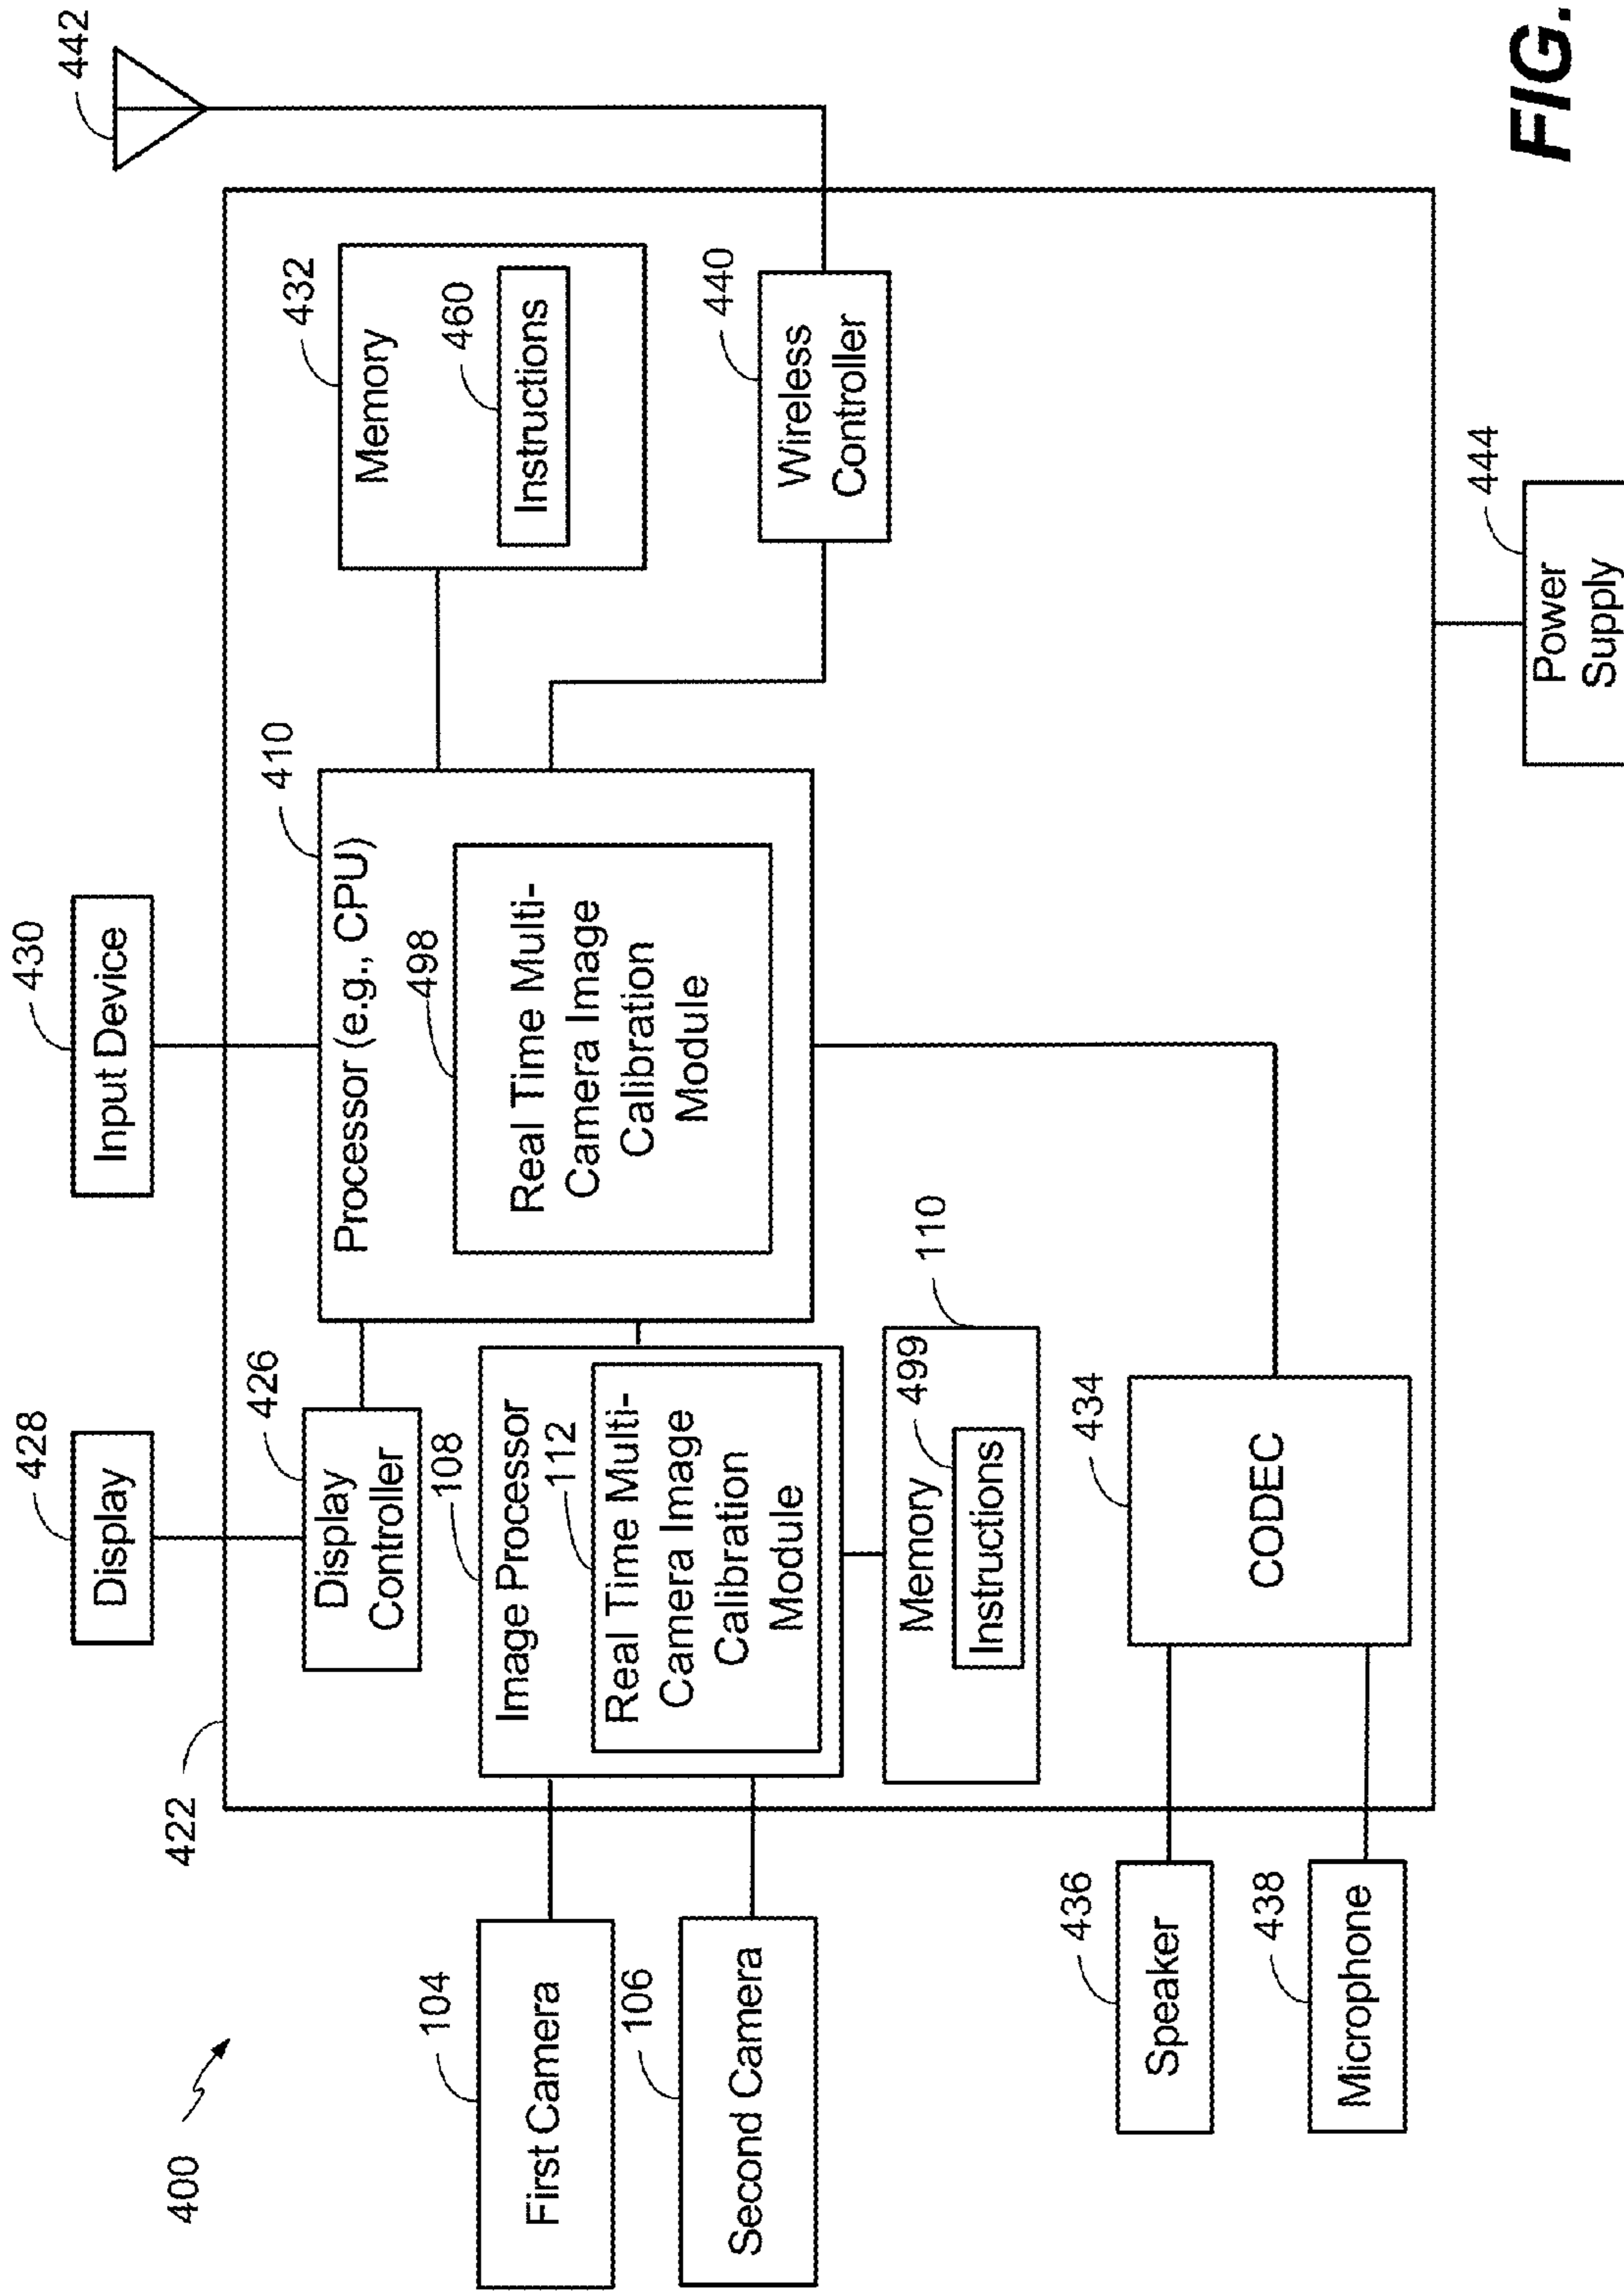 400
422
428
Display
430
Input Device
442
426
Display
Controller
410
Processor (e.g., CPU)
498
Real Time Multi-
Camera Image
Calibration
Module
432
Memory
460
Instructions
440
Wireless
Controller
104
First Camera
106
Second Camera
108
Image Processor
112
Real Time Multi-
Camera Image
Calibration
Module
110
Memory
499
Instructions
434
CODEC
436
Speaker
438
Microphone
444
Power
Supply
FIG.